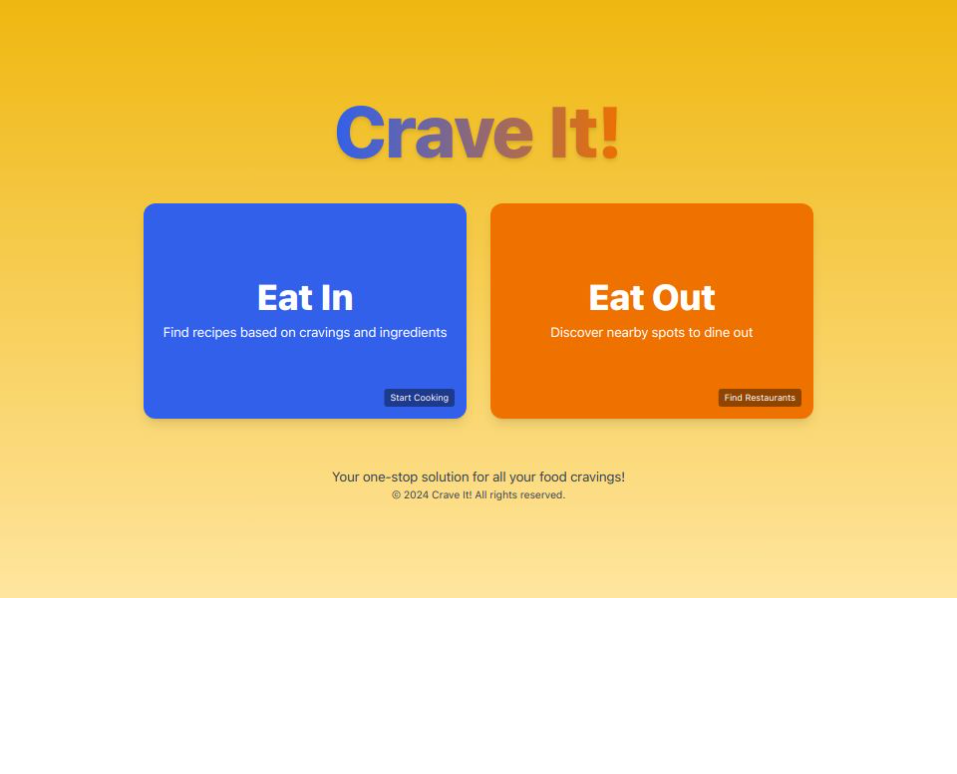 Crave It!
Eat In
Find recipes based on cravings and ingredients
Start Cooking
Eat Out
Discover nearby spots to dine out
Find Restaurants
Your one-stop solution for all your food cravings!
© 2024 Crave It! All rights reserved.